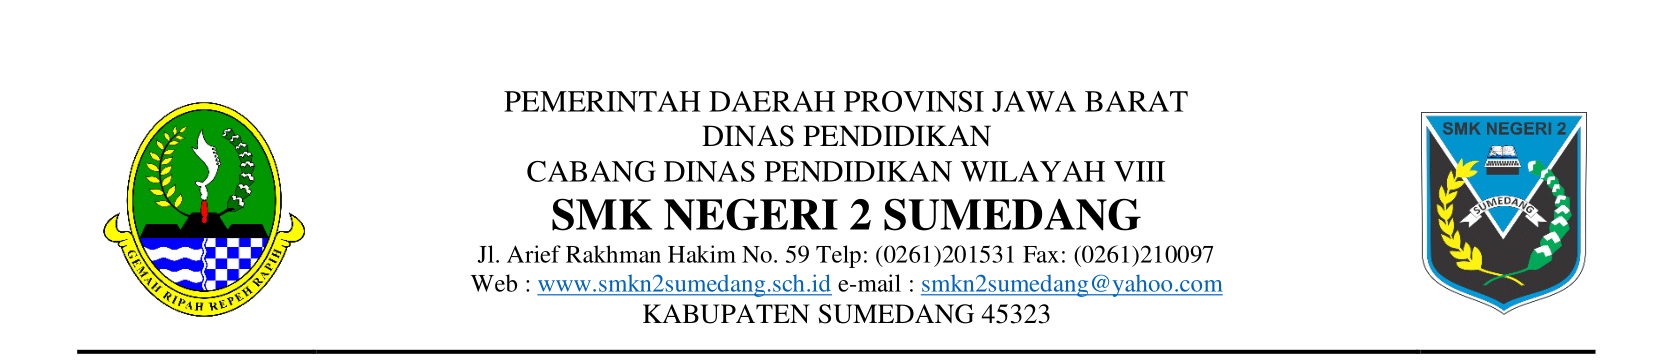 PEMERINTAH DAERAH PROVINSI JAWA BARAT
DINAS PENDIDIKAN
CABANG DINAS PENDIDIKAN WILAYAH VIII
SMK NEGERI 2 SUMEDANG
Jl. Arief Rakhman Hakim No. 59 Telp: (0261)201531 Fax: (0261)210097
Web : www.smkn2sumedang.sch.id e-mail : smkn2sumedang@yahoo.com
KABUPATEN SUMEDANG 45323
GEMAH RIPAH REPEH RAPIH
SMK NEGERI 2
SUMEDANG